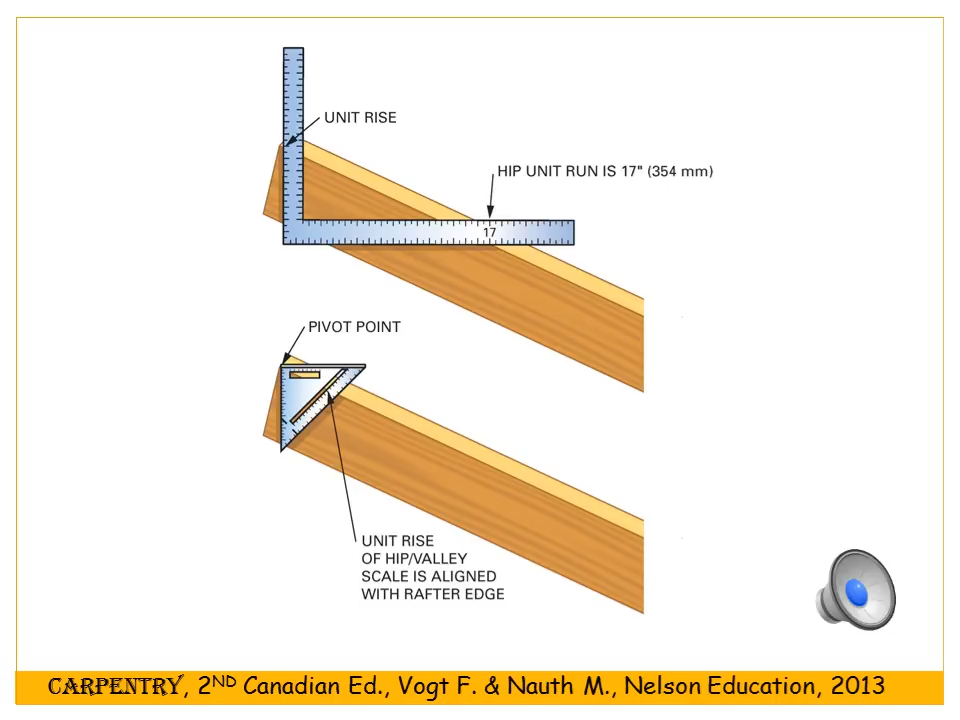 UNIT RISE
HIP UNIT RUN IS 17" (354 mm)
17
PIVOT POINT
UNIT RISE
OF HIP/VALLEY
SCALE IS ALIGNED
WITH RAFTER EDGE
CARPENTRY, 2ND Canadian Ed., Vogt F. & Nauth M., Nelson Education, 2013